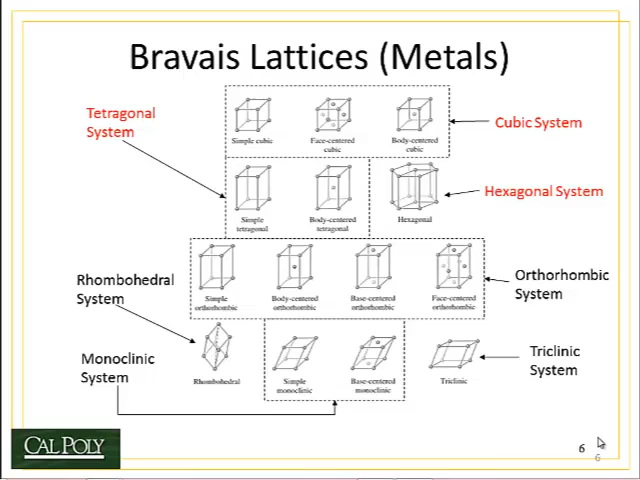 Bravais Lattices (Metals)
Tetragonal
System
Cubic System
Simple cubic
Face-centered
cubic
Body-centered
cubic
Hexagonal System
Simple
tetragonal
Body-centered
tetragonal
Hexagonal
Rhombohedral
System
Orthorhombic
System
Simple
orthorhombic
Body-centered
orthorhombic
Base-centered
orthorhombic
Face-centered
orthorhombic
Monoclinic
System
Triclinic
System
Rhombohedral
Simple
monoclinic
Base-centered
monoclinic
Triclinic
CAL POLY
6
6